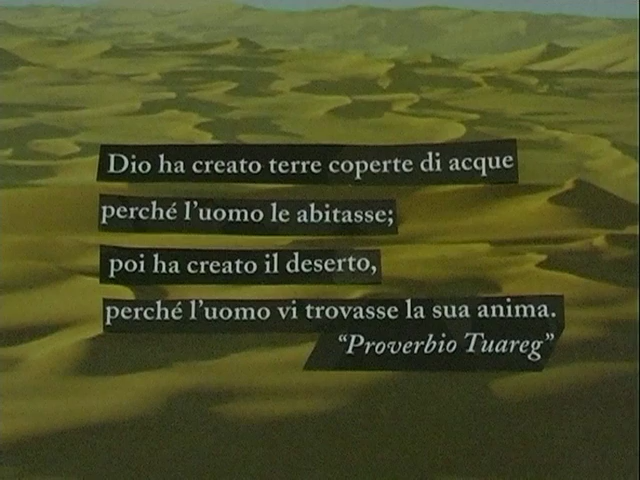 Dio ha creato terre coperte di acque
perché l'uomo le abitasse;
poi ha creato il deserto,
perché l'uomo vi trovasse la sua anima.
“Proverbio Tuareg”